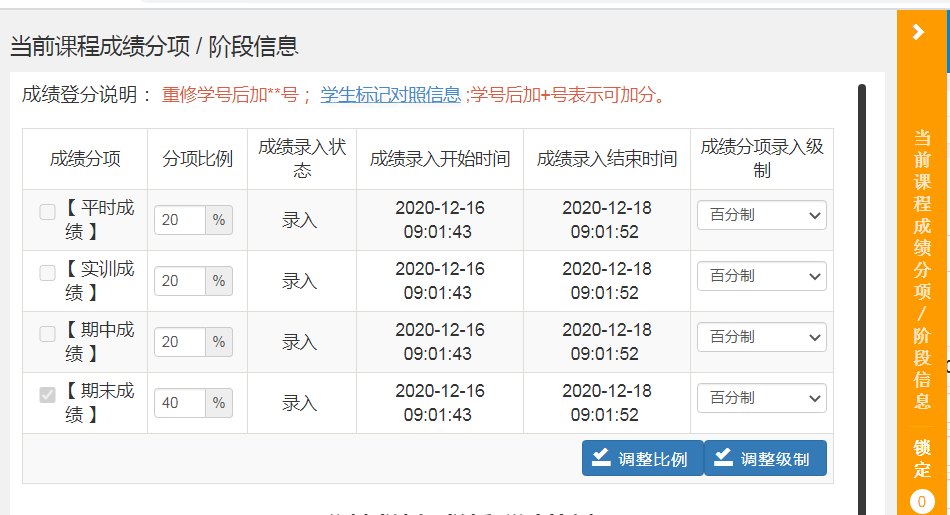 当前课程成绩分项 / 阶段信息
成绩登分说明： 重修学号后加**号； 学生标记对照信息 ;学号后加+号表示可加分。
成绩分项 分项比例 成绩录入状态 成绩录入开始时间 成绩录入结束时间 成绩分项录入级制
【 平时成绩 】 20 % 录入 2020-12-16 09:01:43 2020-12-18 09:01:52 百分制
【 实训成绩 】 20 % 录入 2020-12-16 09:01:43 2020-12-18 09:01:52 百分制
【 期中成绩 】 20 % 录入 2020-12-16 09:01:43 2020-12-18 09:01:52 百分制
【 期末成绩 】 40 % 录入 2020-12-16 09:01:43 2020-12-18 09:01:52 百分制
调整比例 调整级制
当前课程成绩分项/阶段信息
锁定
0